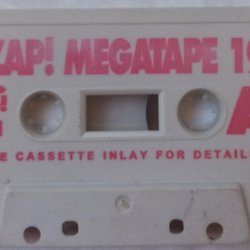 ZAP! MEGATAPE 1
A
E CASSETTE INLAY FOR DETAIL